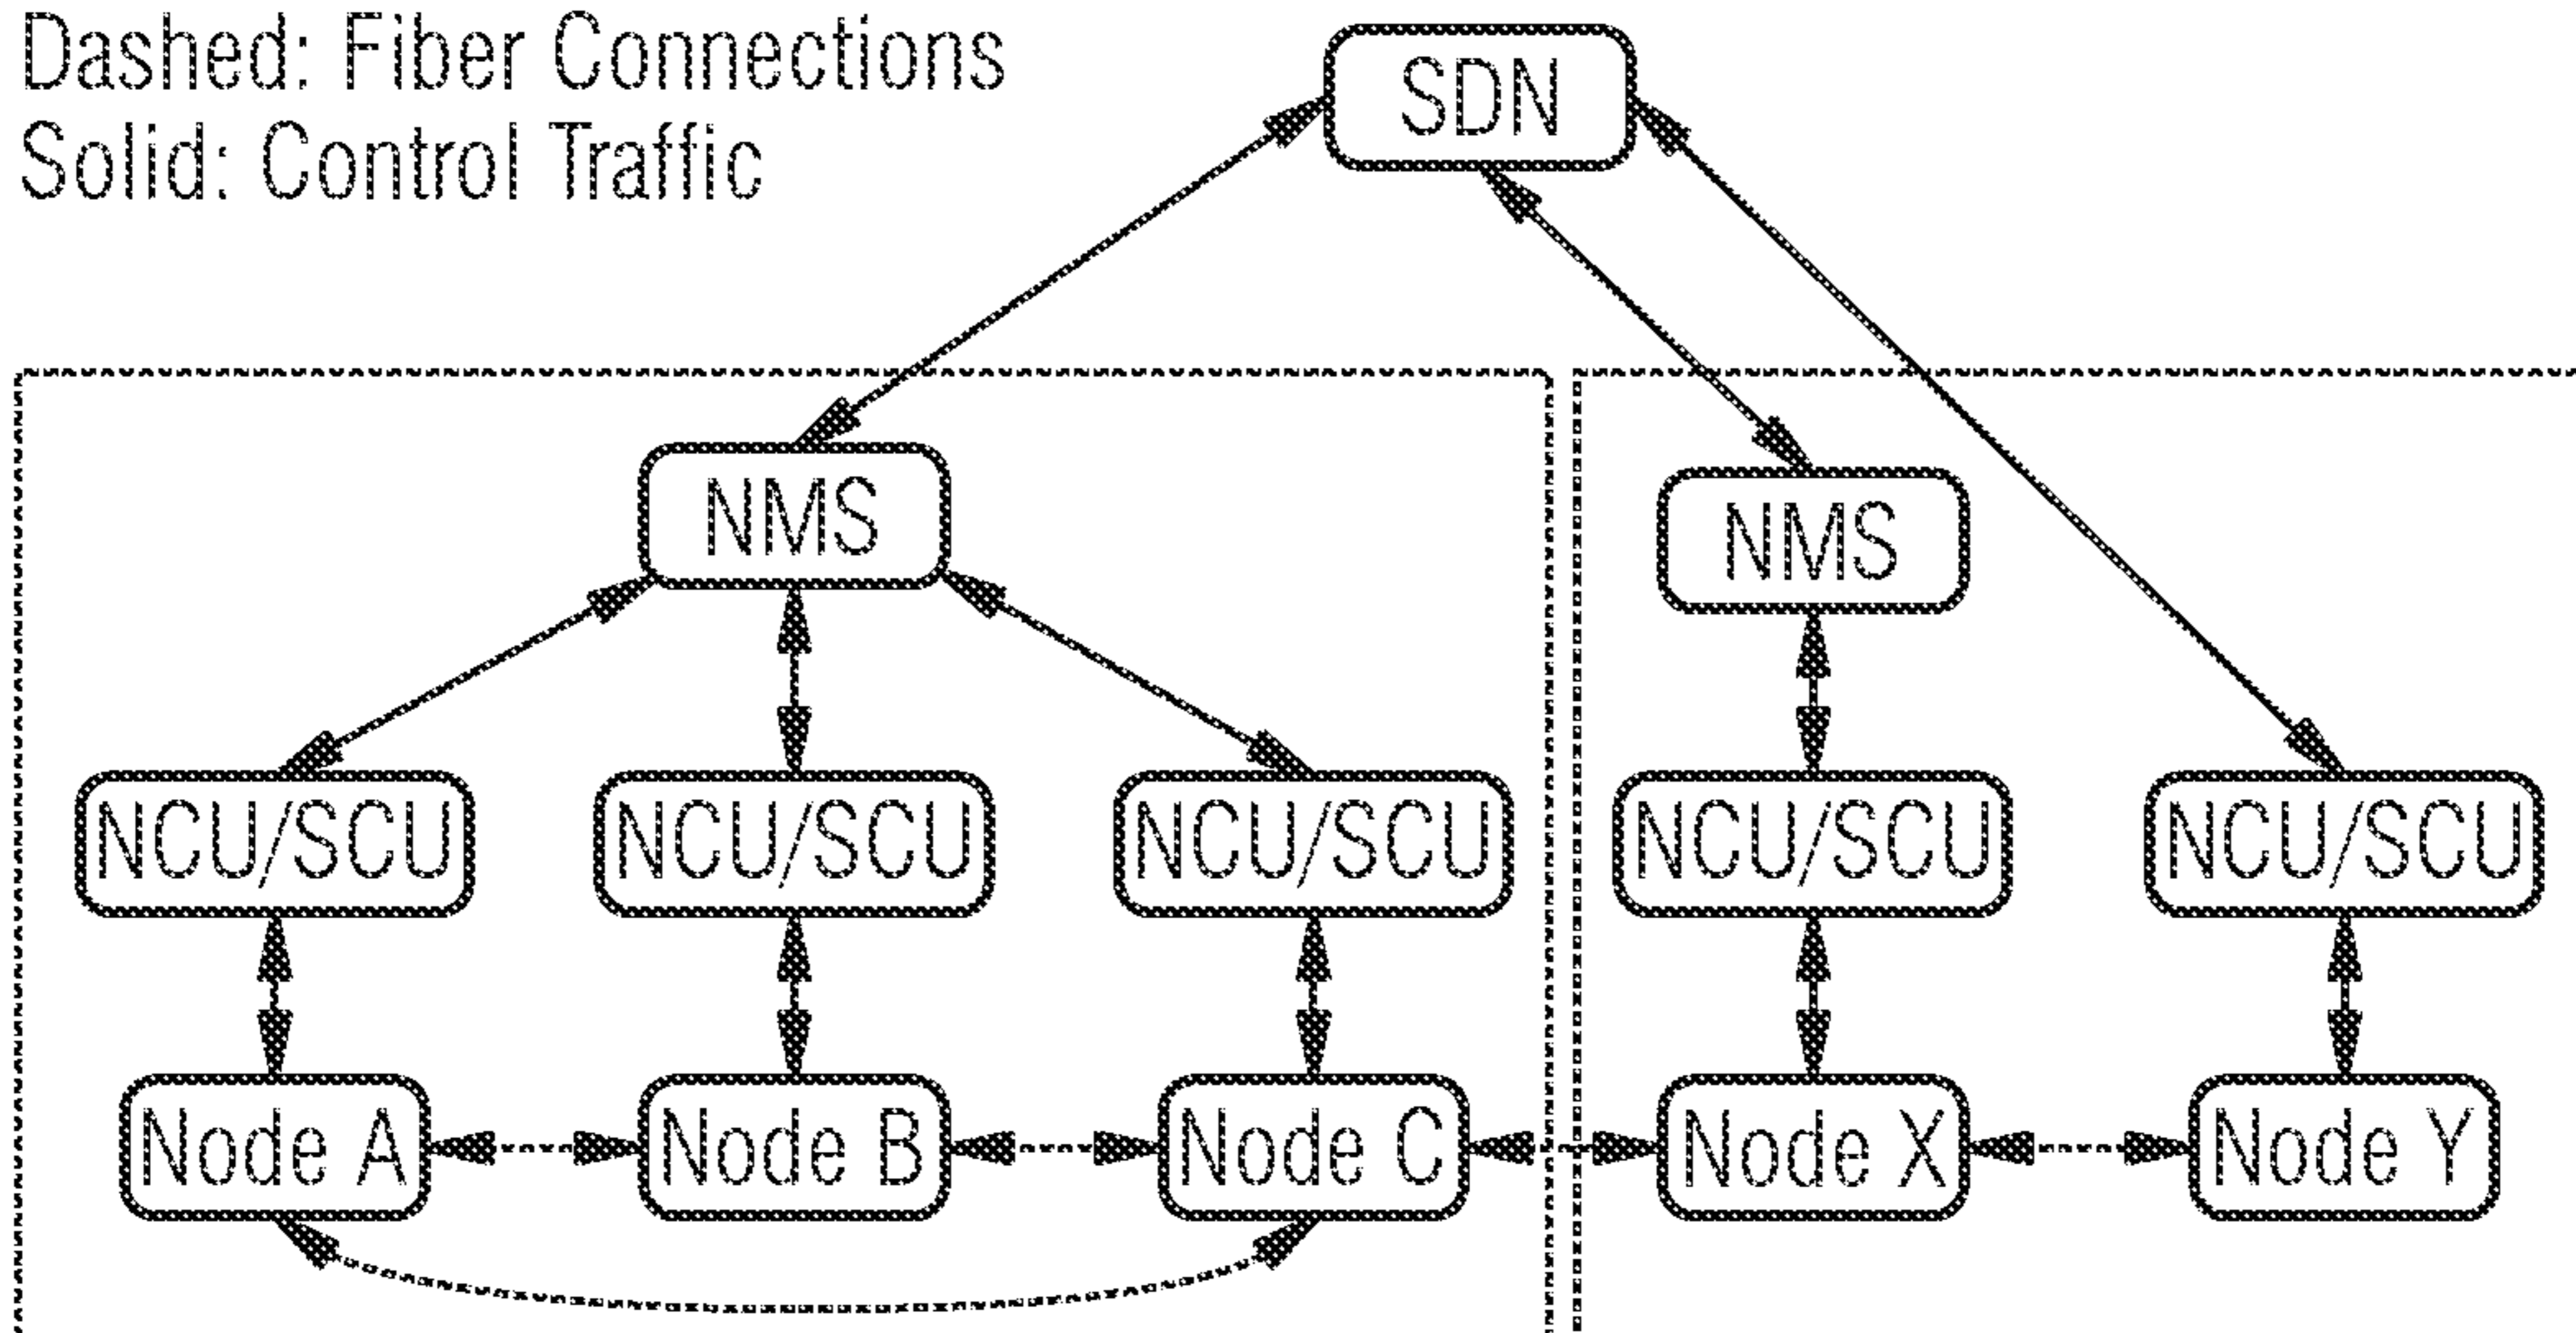 Dashed: Fiber Connections
Solid: Control Traffic
SDN
NMS
NMS
NCU/SCU
NCU/SCU
NCU/SCU
NCU/SCU
NCU/SCU
Node A
Node B
Node C
Node X
Node Y